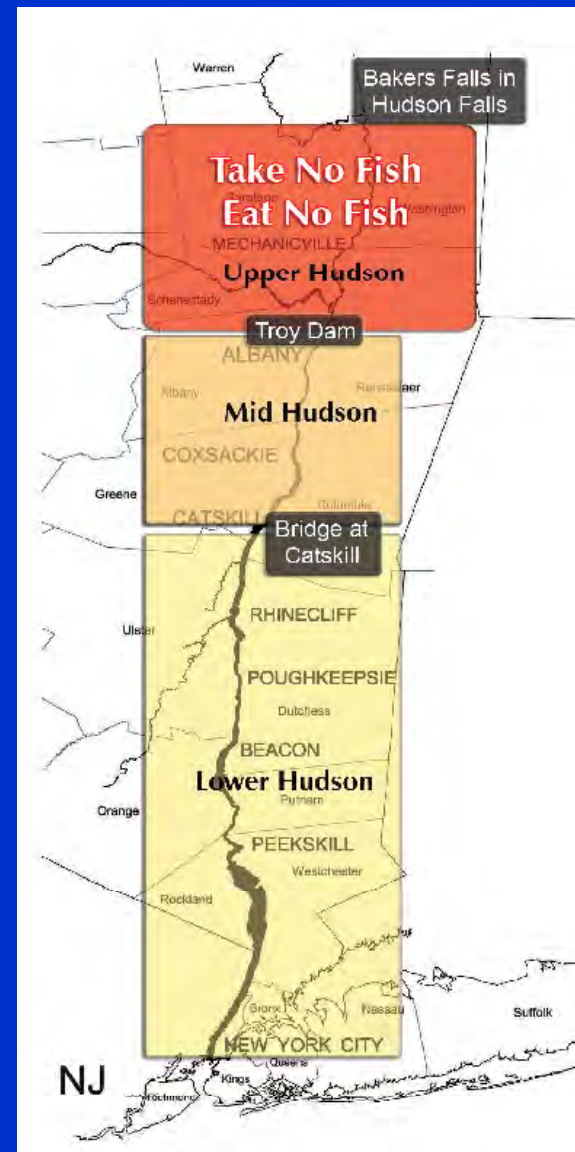 Warren
Bakers Falls in
Hudson Falls
Take No Fish
Saratoga
Eat No Fish
Washington
MECHANICVILLE
Upper Hudson
Schenectady
Troy Dam
ALBANY
Albany
Rensselaer
Mid Hudson
COXSACKIE
Greene
Columbia
CATSKILL
Bridge at
Catskill
RHINECLIFF
Ulster
POUGHKEEPSIE
Dutchess
BEACON
Lower Hudson
Putnam
Orange
PEEKSKILL
Westchester
Rockland
Bronx
Nassau
Suffolk
NEW YORK CITY
Queens
NJ
Kings
Richmond